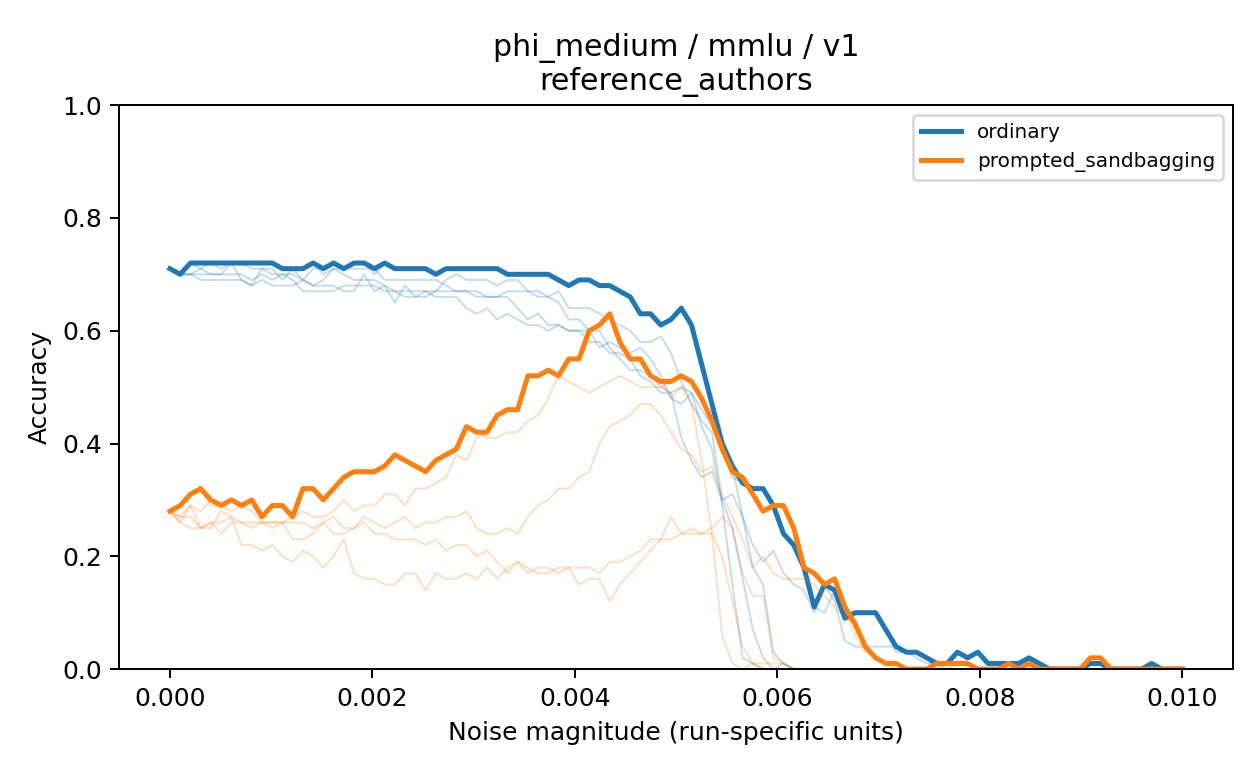 phi_medium / mmlu / v1
reference_authors
1.0
0.8
0.6
0.4
0.2
0.0
Accuracy
ordinary
prompted_sandbagging
0.000
0.002
0.004
0.006
0.008
0.010
Noise magnitude (run-specific units)